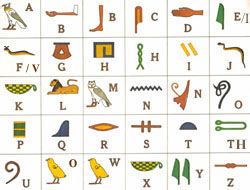 A B B C D E/I
F/V G H H I J
K L M N N O
P Q R S T TH
U O W X Y Z